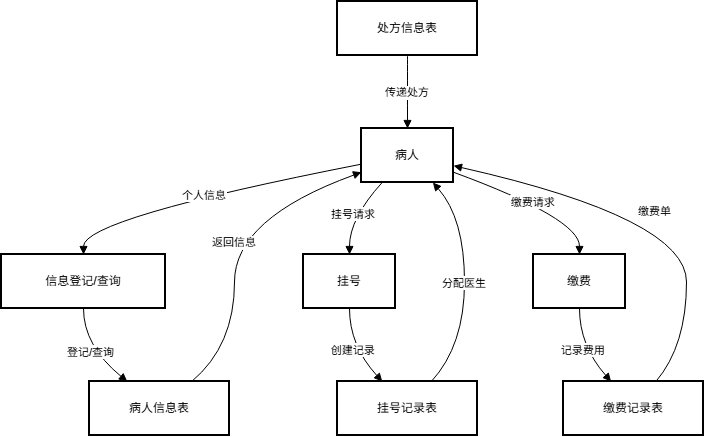 处方信息表
传递处方
病人
个人信息
挂号请求
缴费请求
缴费单
返回信息
信息登记/查询
挂号
分配医生
缴费
登记/查询
创建记录
记录费用
病人信息表
挂号记录表
缴费记录表